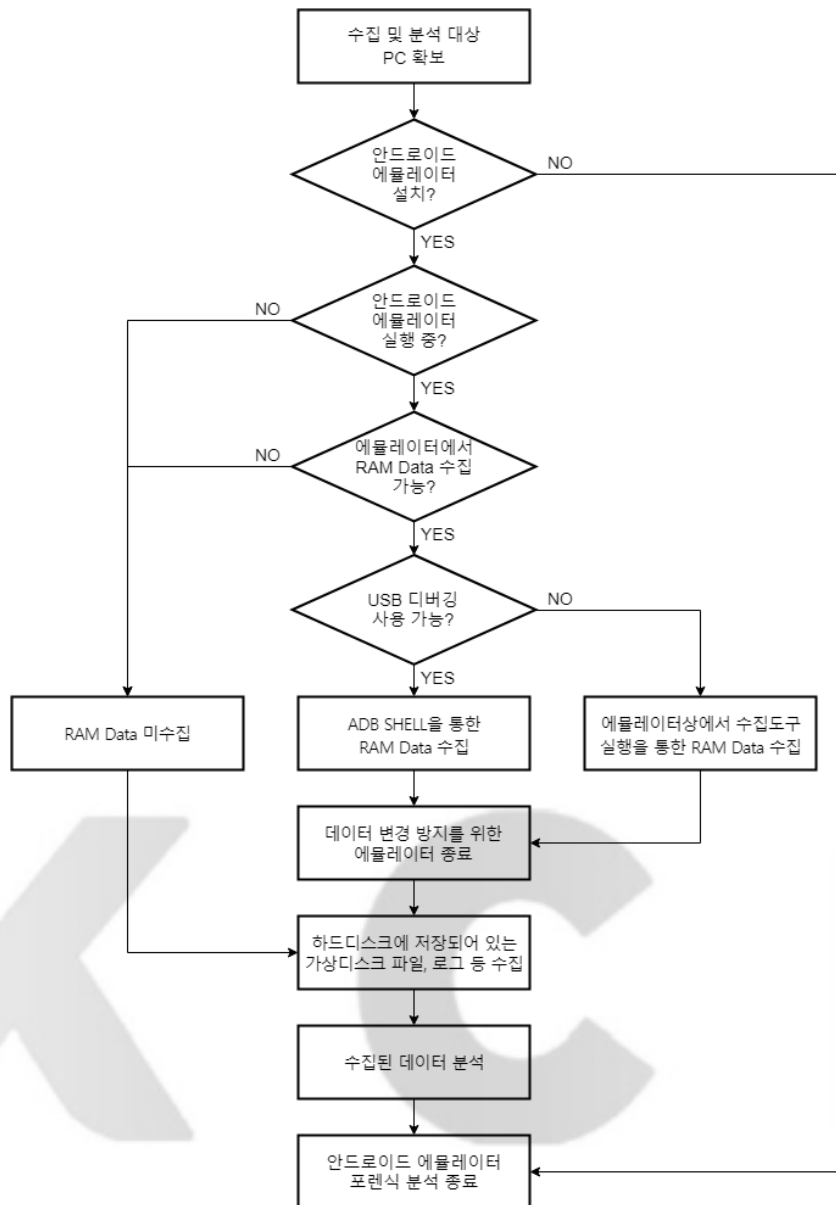 수집 및 분석 대상
PC 확보
안드로이드
에뮬레이터
설치?
NO
YES
안드로이드
에뮬레이터
실행 중?
NO
YES
에뮬레이터에서
RAM Data 수집
가능?
NO
YES
USB 디버깅
사용 가능?
NO
YES
RAM Data 미수집
ADB SHELL을 통한
RAM Data 수집
에뮬레이터상에서 수집도구
실행을 통한 RAM Data 수집
데이터 변경 방지를 위한
에뮬레이터 종료
하드디스크에 저장되어 있는
가상디스크 파일, 로그 등 수집
수집된 데이터 분석
안드로이드 에뮬레이터
포렌식 분석 종료
K C